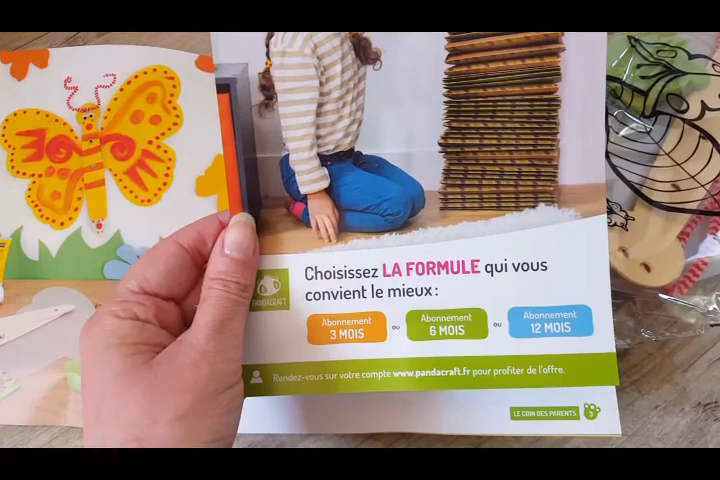 Choisissez LA FORMULE qui vous
convient le mieux :
PANDACRAFT
Abonnement
3 MOIS
ou
Abonnement
6 MOIS
ou
Abonnement
12 MOIS
Rendez-vous sur votre compte www.pandacraft.fr pour profiter de l'offre.
LE COIN DES PARENTS 3